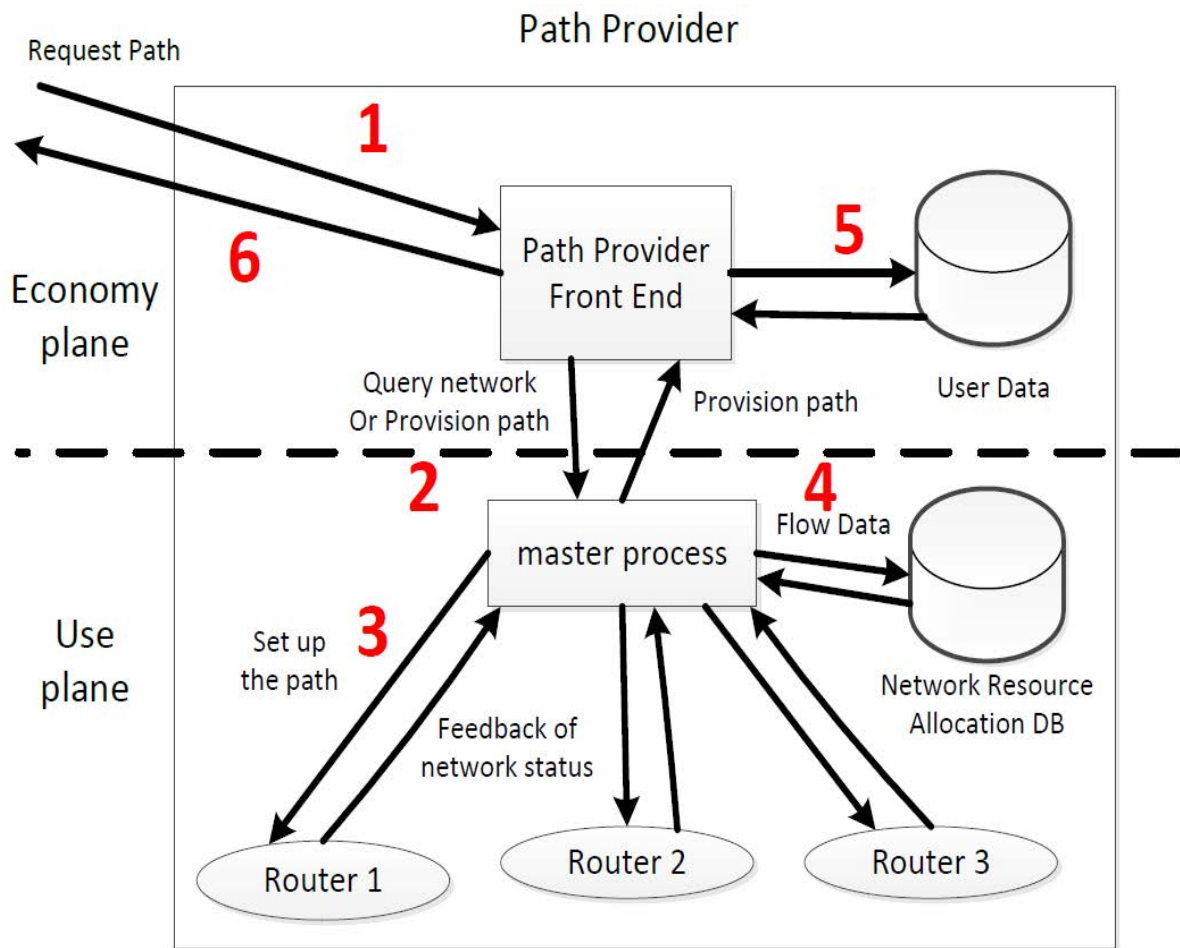 Path Provider
Request Path
1
6
5
Path Provider
Front End
Economy
plane
User Data
Query network
Or Provision path
Provision path
2
4
Flow Data
master process
3
Use
plane
Set up
the path
Network Resource
Allocation DB
Feedback of
network status
Router 1
Router 2
Router 3